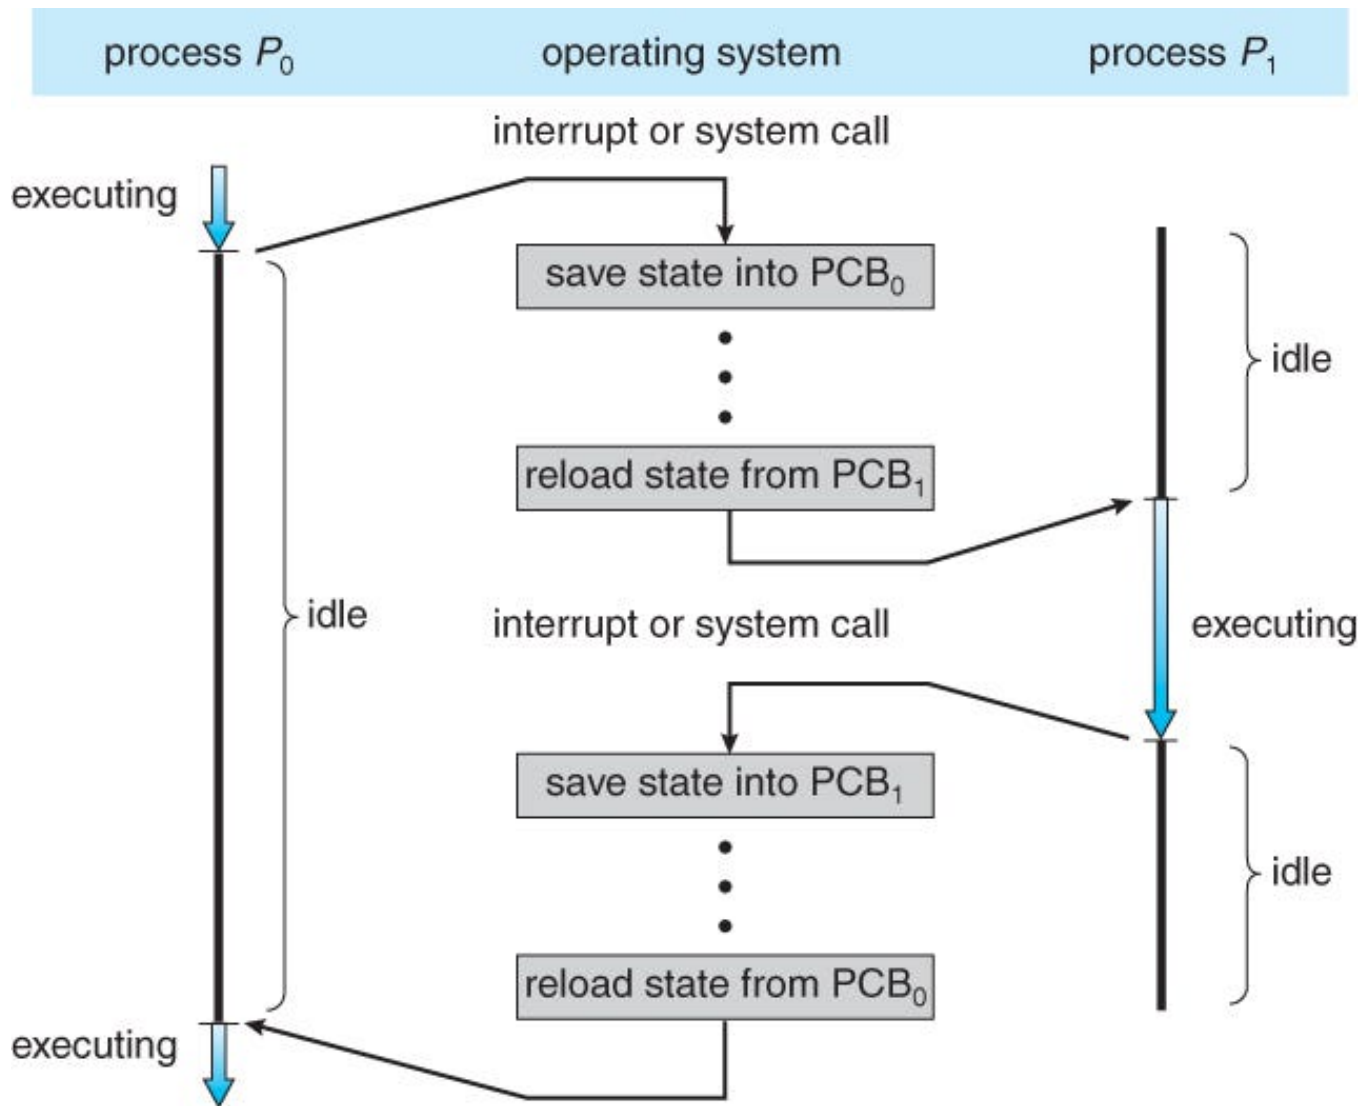 process P₀ operating system process P₁
interrupt or system call
executing
save state into PCB₀
idle
reload state from PCB₁
idle
interrupt or system call
executing
save state into PCB₁
idle
reload state from PCB₀
executing